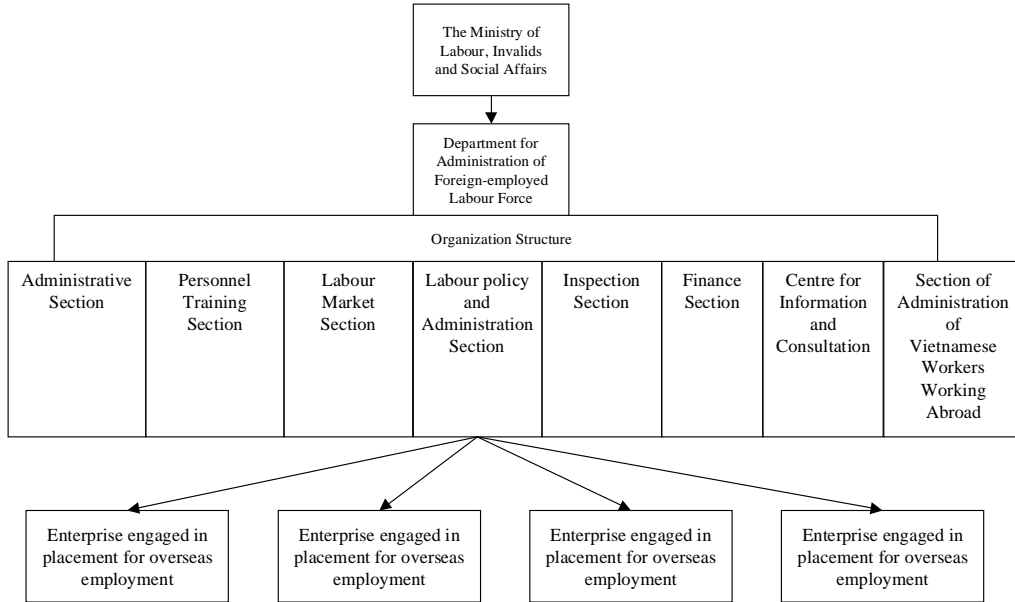 The Ministry of
Labour, Invalids
and Social Affairs
Department for
Administration of
Foreign-employed
Labour Force
Organization Structure
Administrative
Section
Personnel
Training
Section
Labour
Market
Section
Labour policy
and
Administration
Section
Inspection
Section
Finance
Section
Centre for
Information
and
Consultation
Section of
Administration
of
Vietnamese
Workers
Working
Abroad
Enterprise engaged in
placement for overseas
employment
Enterprise engaged in
placement for overseas
employment
Enterprise engaged in
placement for overseas
employment
Enterprise engaged in
placement for overseas
employment